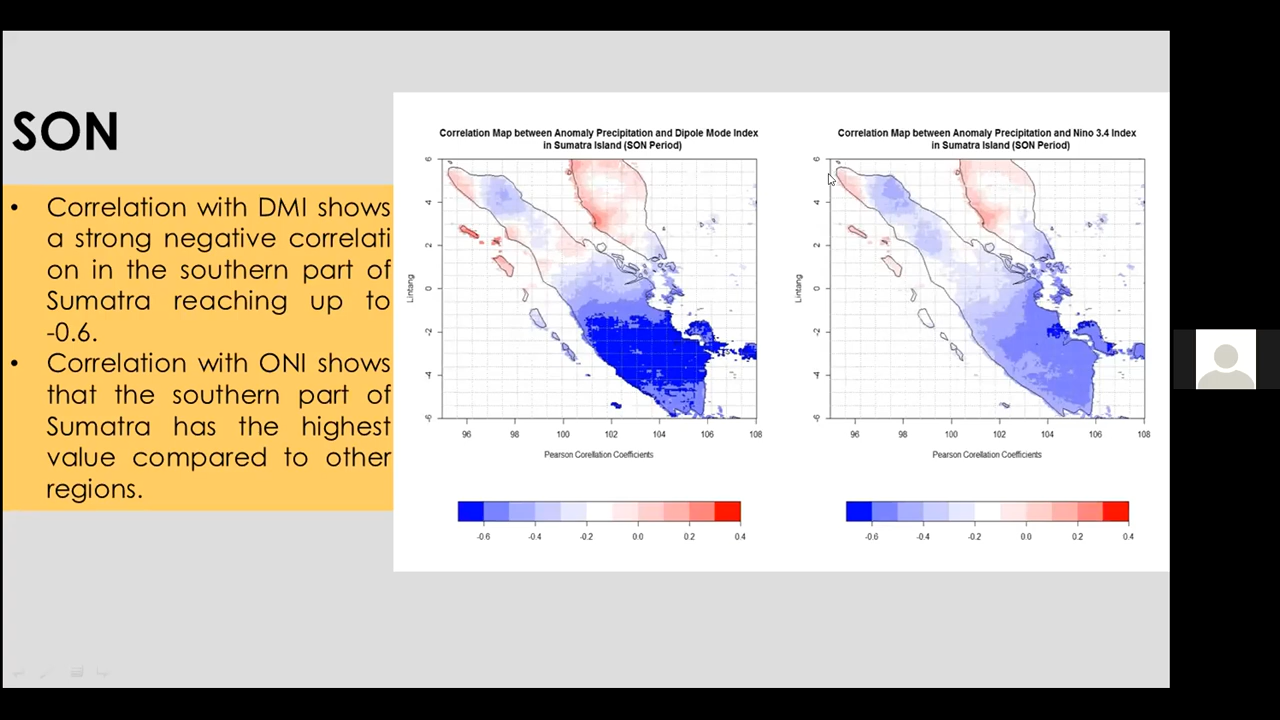 SON
• Correlation with DMI shows
a strong negative correlati
on in the southern part of
Sumatra reaching up to
-0.6.
• Correlation with ONI shows
that the southern part of
Sumatra has the highest
value compared to other
regions.
Correlation Map between Anomaly Precipitation and Dipole Mode Index
in Sumatra Island (SON Period)
Lintang
6
4
2
0
-2
-4
-6
96 98 100 102 104 106 108
Pearson Corellation Coefficients
-0.6 -0.4 -0.2 0.0 0.2 0.4
Correlation Map between Anomaly Precipitation and Nino 3.4 Index
in Sumatra Island (SON Period)
Lintang
6
4
2
0
-2
-4
-6
96 98 100 102 104 106 108
Pearson Corellation Coefficients
-0.6 -0.4 -0.2 0.0 0.2 0.4